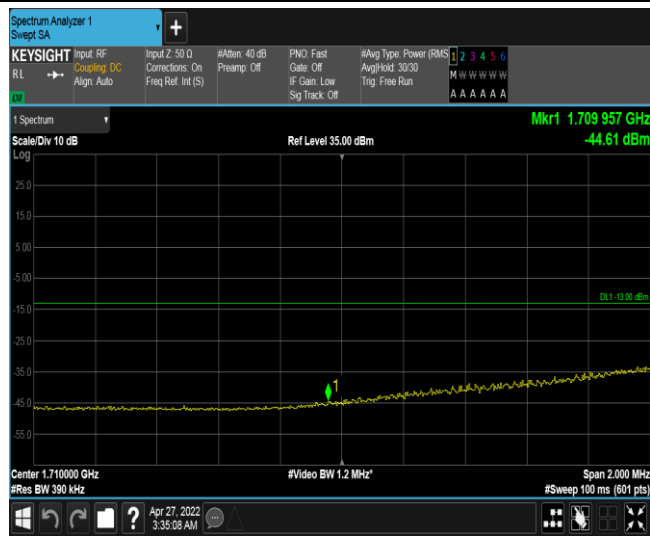 Spectrum Analyzer 1
Swept SA
+
KEYSIGHT Input: RF Input Z: 50 Ω #Atten: 40 dB PNO: Fast #Avg Type: Power (RMS 1 2 3 4 5 6
RL Coupling: DC Corrections: On Preamp: Off Gate: Off Avg|Hold: 30/30 M W W W W W
Align: Auto Freq Ref: Int (S) IF Gain: Low Trig: Free Run
Sig Track: Off A A A A A A
1 Spectrum
Mkr1 1.709 957 GHz
Scale/Div 10 dB Ref Level 35.00 dBm -44.61 dBm
Log
25.0
15.0
5.00
-5.00
DL1 -13.00 dBm
-15.0
-25.0
-35.0
1
-45.0
-55.0
Center 1.710000 GHz #Video BW 1.2 MHz* Span 2.000 MHz
#Res BW 390 kHz #Sweep 100 ms (601 pts)
? Apr 27, 2022
3:35:08 AM